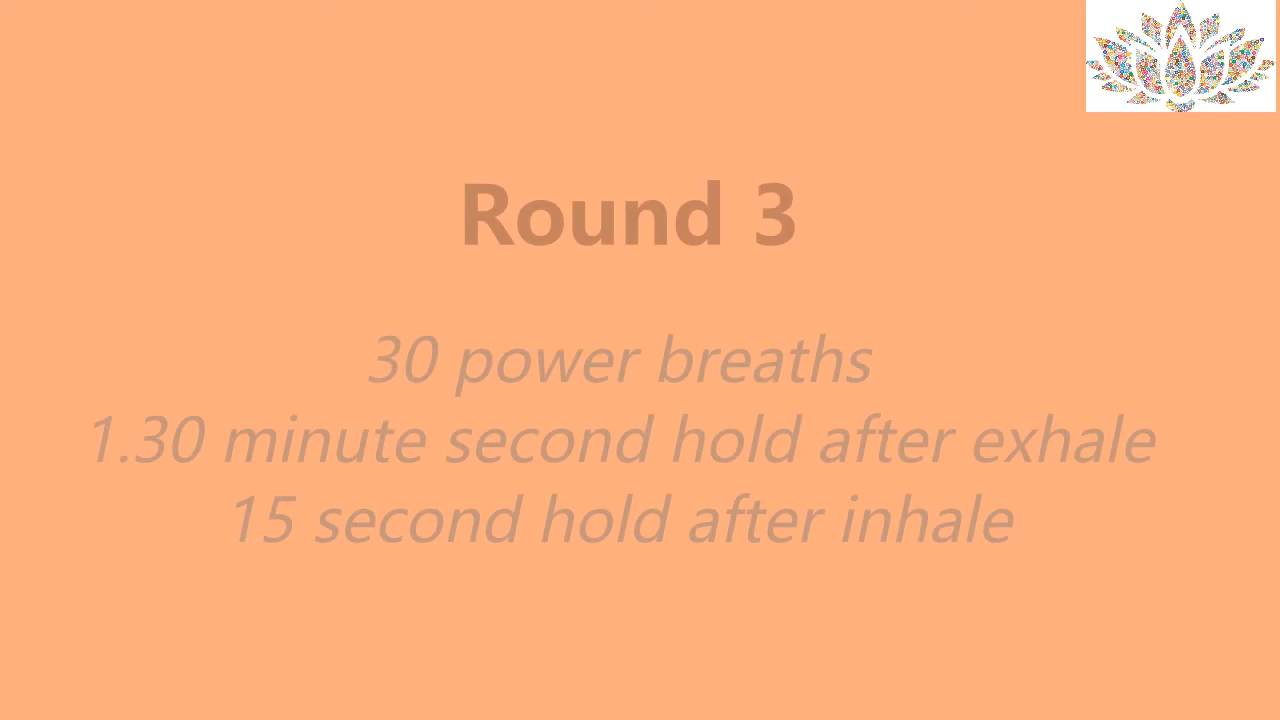 Round 3
30 power breaths
1.30 minute second hold after exhale
15 second hold after inhale